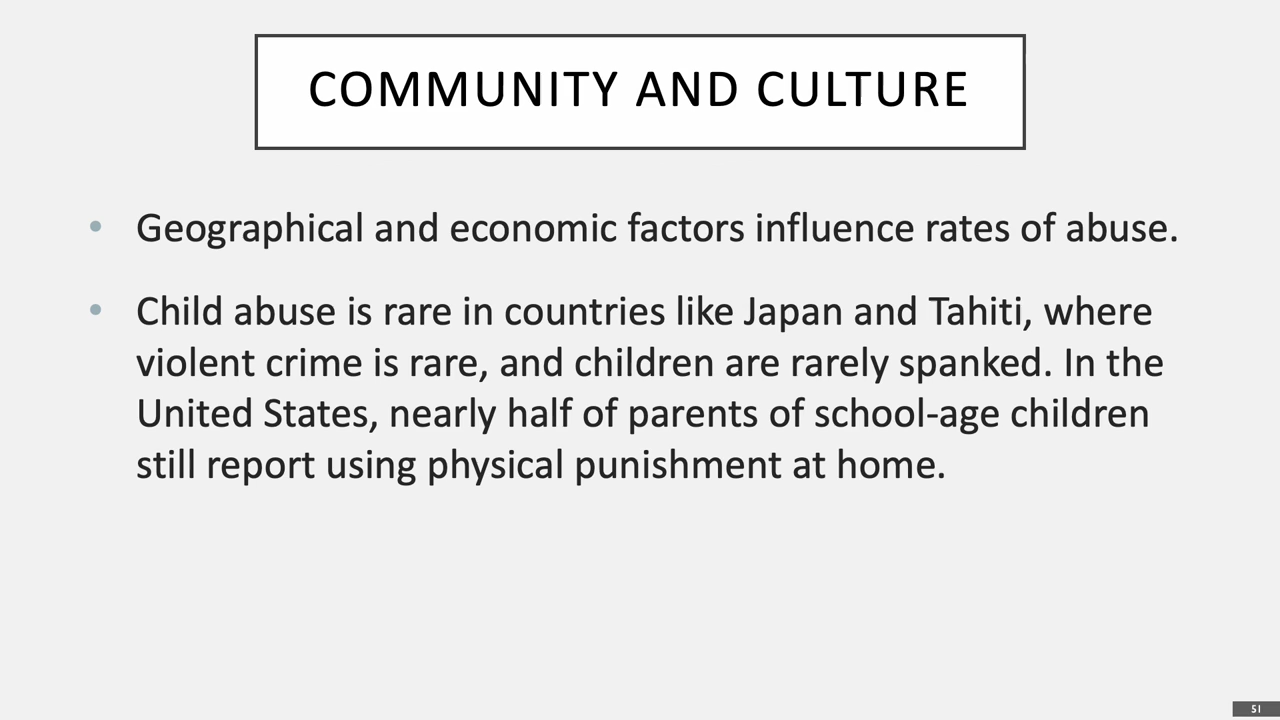 COMMUNITY AND CULTURE
• Geographical and economic factors influence rates of abuse.
• Child abuse is rare in countries like Japan and Tahiti, where
violent crime is rare, and children are rarely spanked. In the
United States, nearly half of parents of school-age children
still report using physical punishment at home.
51